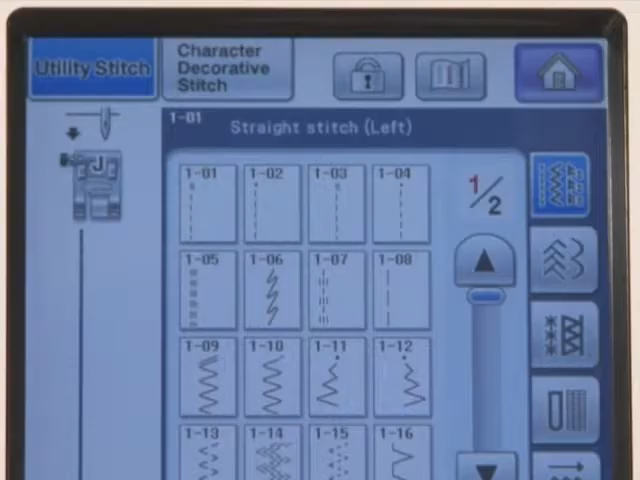 Utility Stitch
Character
Decorative
Stitch
1-01
Straight stitch (Left)
J
1-01 1-02 1-03 1-04
1/2
1-05 1-06 1-07 1-08
1-09 1-10 1-11 1-12
1-13 1-14 1-15 1-16